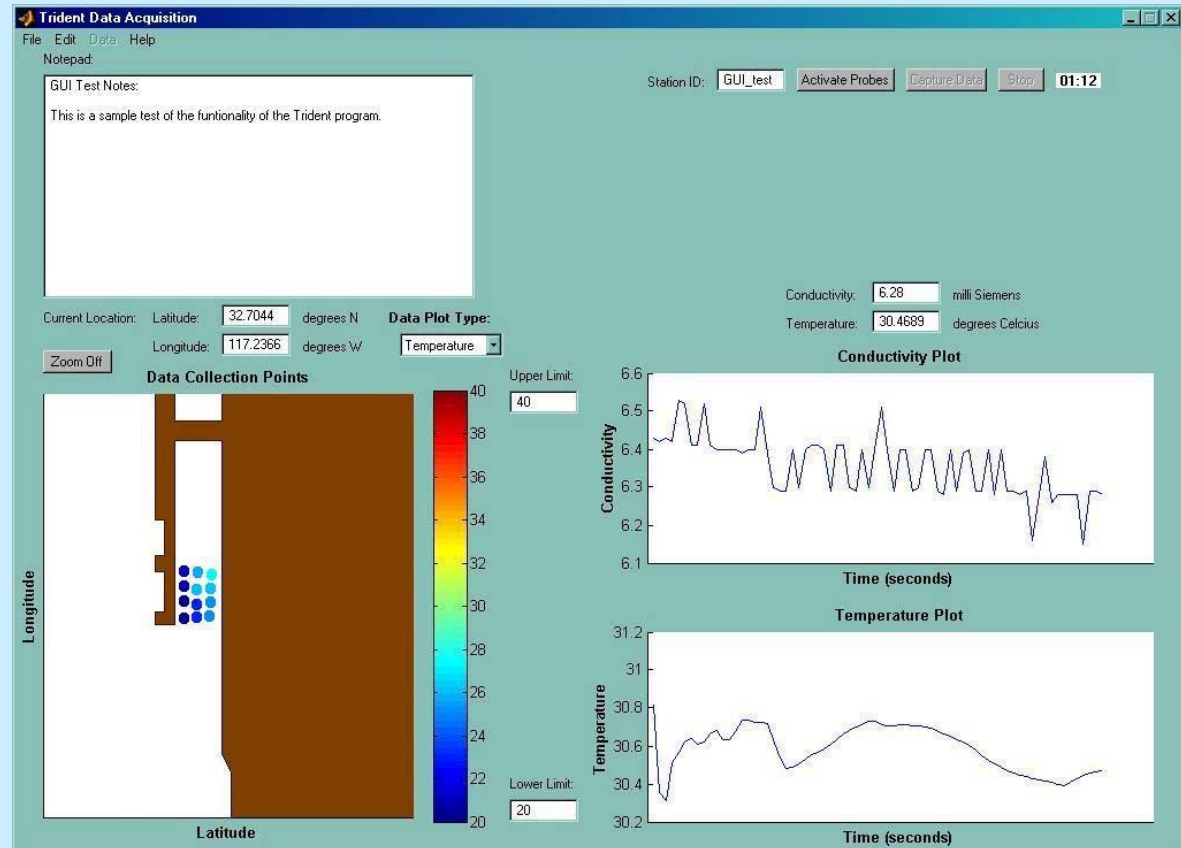 Trident Data Acquisition
File Edit Data Help
Notepad:
GUI Test Notes:
This is a sample test of the funtionality of the Trident program.
Station ID: GUI_test Activate Probes Capture Data Stop 01:12
Conductivity: 6.28 milli Siemens
Temperature: 30.4689 degrees Celcius
Current Location: Latitude: 32.7044 degrees N
Longitude: 117.2366 degrees W
Data Plot Type:
Temperature
Zoom Off
Data Collection Points
Longitude
Latitude
40
38
36
34
32
30
28
26
24
22
20
Upper Limit:
40
Lower Limit:
20
Conductivity Plot
Conductivity
6.6
6.5
6.4
6.3
6.2
6.1
Time (seconds)
Temperature Plot
Temperature
31.2
31
30.8
30.6
30.4
30.2
Time (seconds)